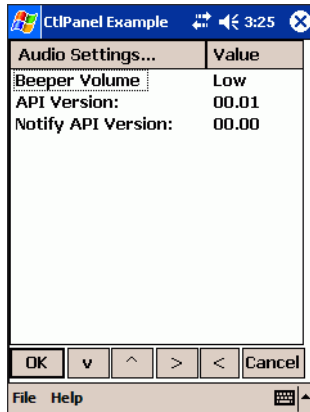 CtlPanel Example 3:25
Audio Settings... Value
Beeper Volume Low
API Version: 00.01
Notify API Version: 00.00
OK v ^ > < Cancel
File Help